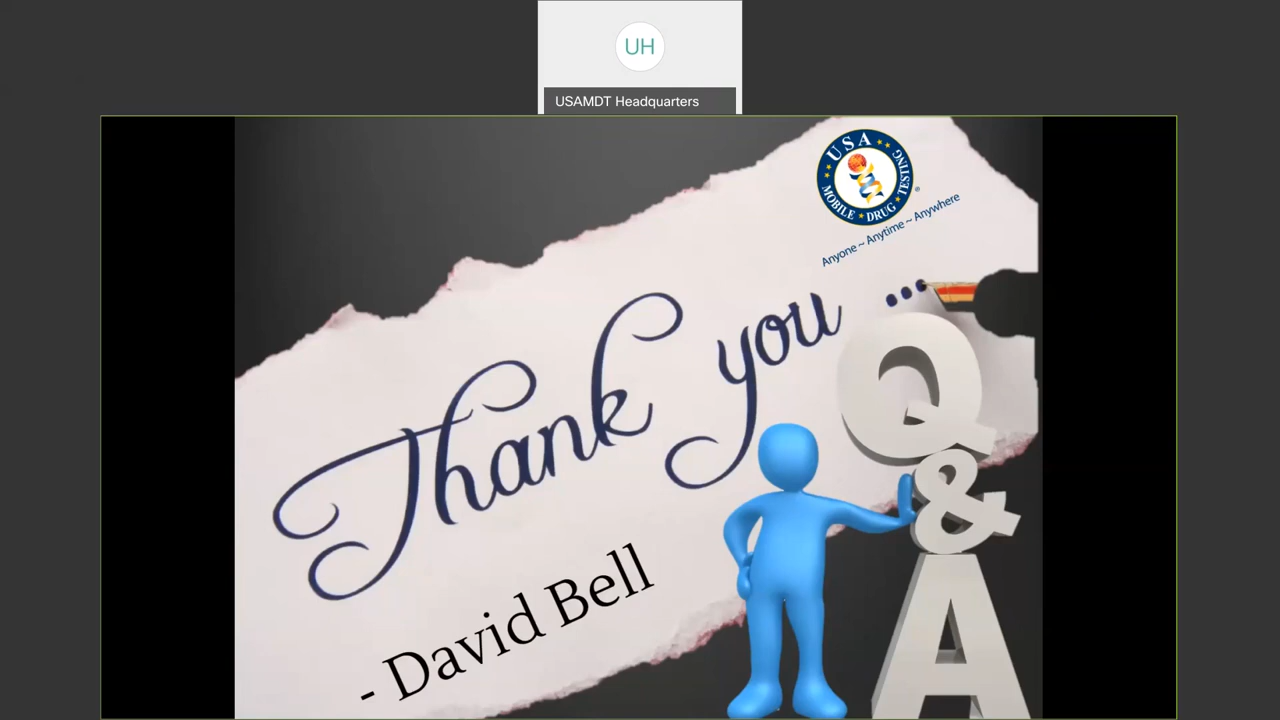 UH
USAMDT Headquarters
USA
MOBILE DRUG TESTING
®
Anyone ~ Anytime ~ Anywhere
Thank you ...
- David Bell
Q
&
A